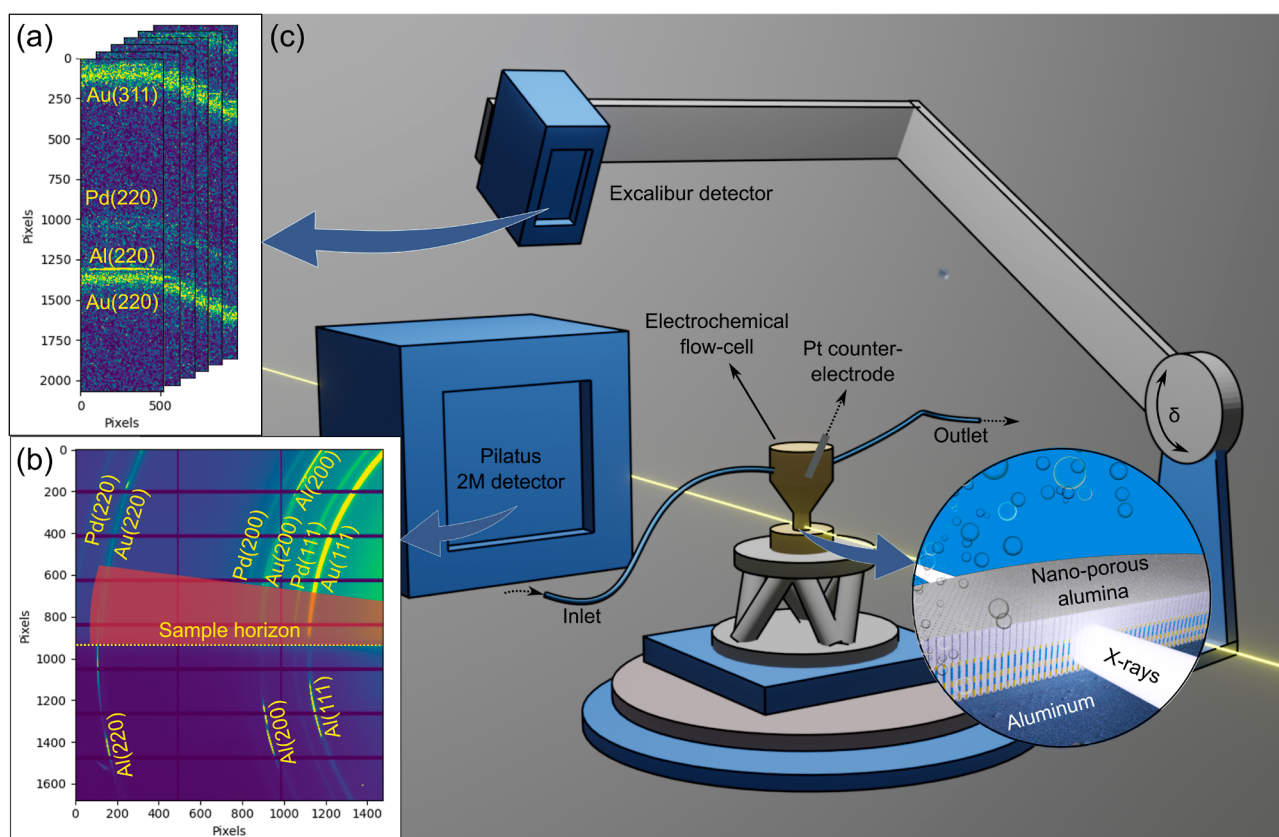 (a)
0
250
500
750
1000
1250
1500
1750
2000
Pixels
Au(311)
Pd(220)
Al(220)
Au(220)
0 500
Pixels
(b)
0
200
400
600
800
1000
1200
1400
1600
Pixels
Pd(220)
Au(220)
Pd(200)
Au(200)
Al(200)
Pd(111)
Au(111)
Sample horizon
Al(220)
Al(200)
Al(111)
0 200 400 600 800 1000 1200 1400
Pixels
(c)
Excalibur detector
Electrochemical
flow-cell
Pt counter-
electrode
δ
Pilatus
2M detector
Outlet
Inlet
Nano-porous
alumina
X-rays
Aluminum